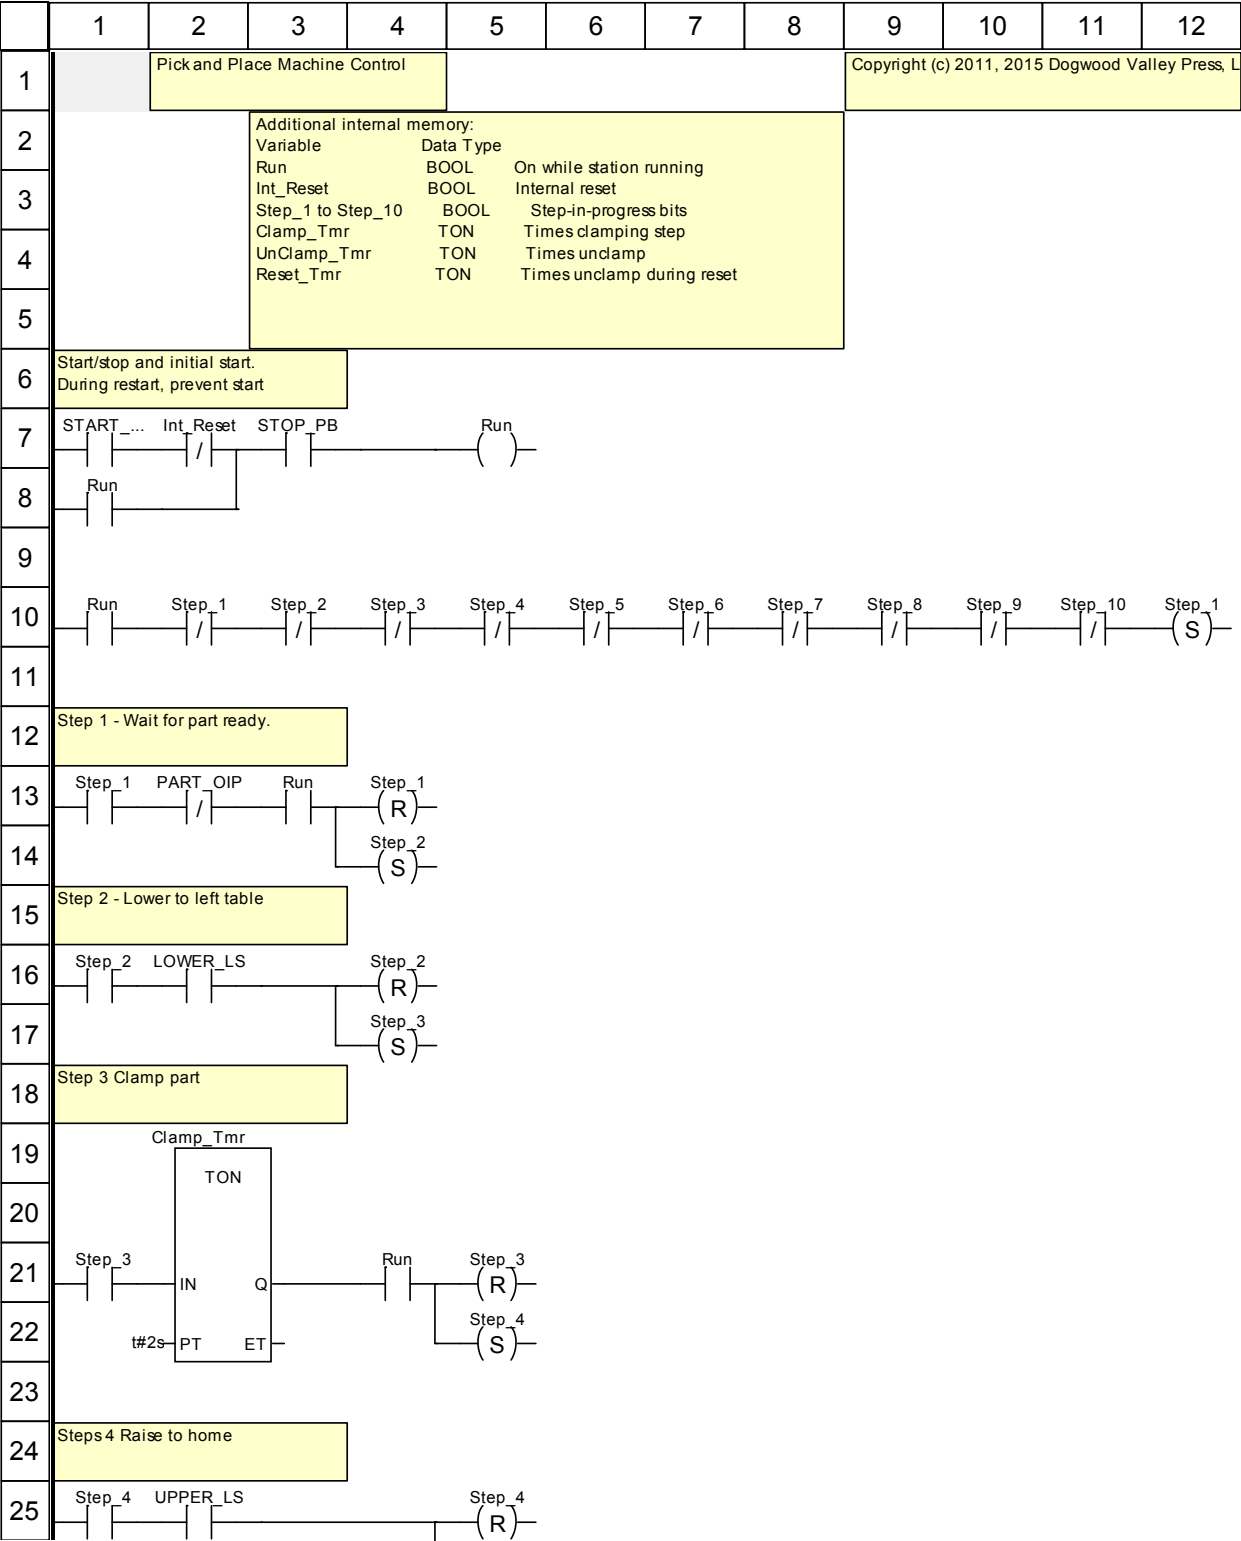 1 2 3 4 5 6 7 8 9 10 11 12
1 Pick and Place Machine Control Copyright (c) 2011, 2015 Dogwood Valley Press, L
2 Additional internal memory:
Variable Data Type
Run BOOL On while station running
3 Int_Reset BOOL Internal reset
Step_1 to Step_10 BOOL Step-in-progress bits
Clamp_Tmr TON Times clamping step
4 UnClamp_Tmr TON Times unclamp
Reset_Tmr TON Times unclamp during reset
5
6 Start/stop and initial start.
During restart, prevent start
START_... Int_Reset STOP_PB Run
7 /
Run
8
9
Run Step_1 Step_2 Step_3 Step_4 Step_5 Step_6 Step_7 Step_8 Step_9 Step_10 Step_1
10 / / / / / / / / / / S
11
12 Step 1 - Wait for part ready.
Step_1 PART_OIP Run Step_1
13 / R
Step_2
14 S
15 Step 2 - Lower to left table
Step_2 LOWER_LS Step_2
16 R
Step_3
17 S
18 Step 3 Clamp part
Clamp_Tmr
19 TON
20
Step_3 Run Step_3
21 IN Q R
Step_4
22 t#2s PT ET S
23
24 Steps 4 Raise to home
Step_4 UPPER_LS Step_4
25 R